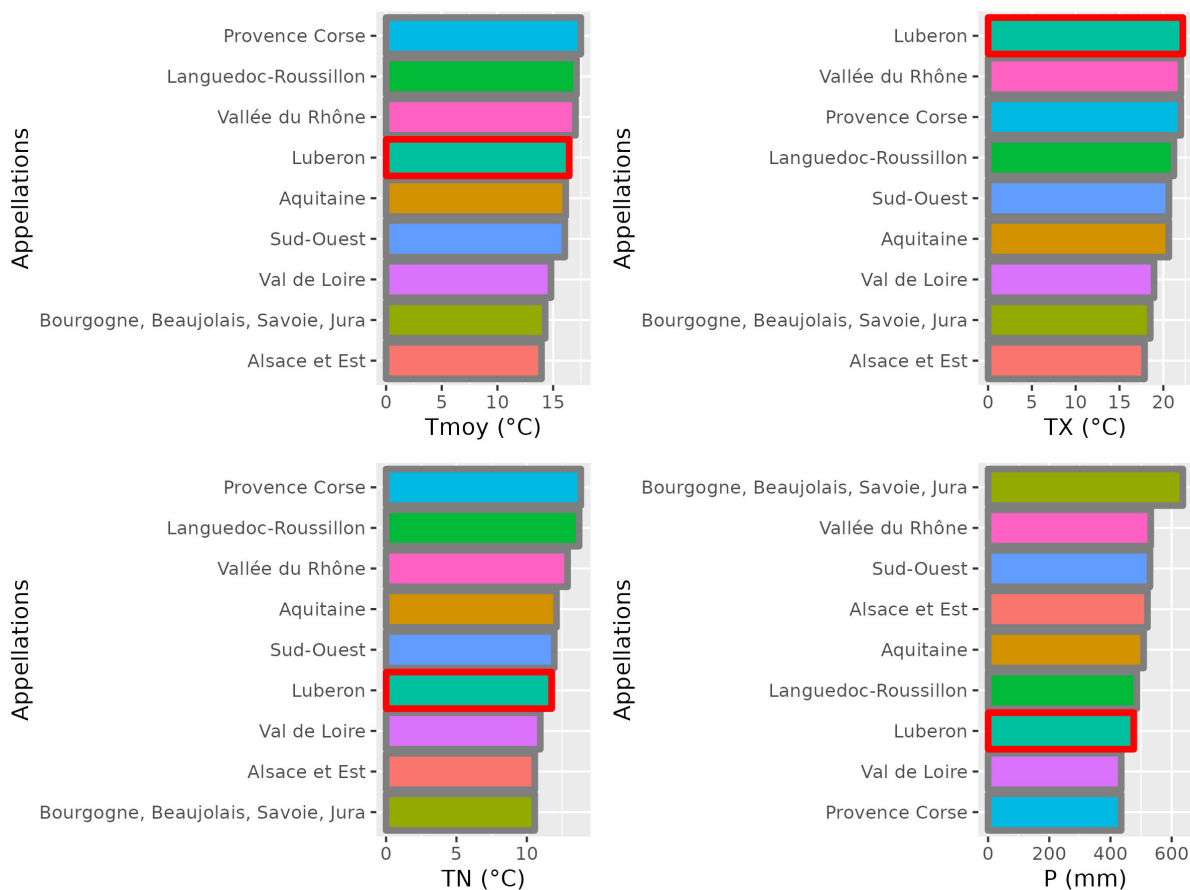 Appellations
Provence Corse
Languedoc-Roussillon
Vallée du Rhône
Luberon
Aquitaine
Sud-Ouest
Val de Loire
Bourgogne, Beaujolais, Savoie, Jura
Alsace et Est
0 5 10 15
Tmoy (°C)
Appellations
Luberon
Vallée du Rhône
Provence Corse
Languedoc-Roussillon
Sud-Ouest
Aquitaine
Val de Loire
Bourgogne, Beaujolais, Savoie, Jura
Alsace et Est
0 5 10 15 20
TX (°C)
Appellations
Provence Corse
Languedoc-Roussillon
Vallée du Rhône
Aquitaine
Sud-Ouest
Luberon
Val de Loire
Alsace et Est
Bourgogne, Beaujolais, Savoie, Jura
0 5 10
TN (°C)
Appellations
Bourgogne, Beaujolais, Savoie, Jura
Vallée du Rhône
Sud-Ouest
Alsace et Est
Aquitaine
Languedoc-Roussillon
Luberon
Val de Loire
Provence Corse
0 200 400 600
P (mm)